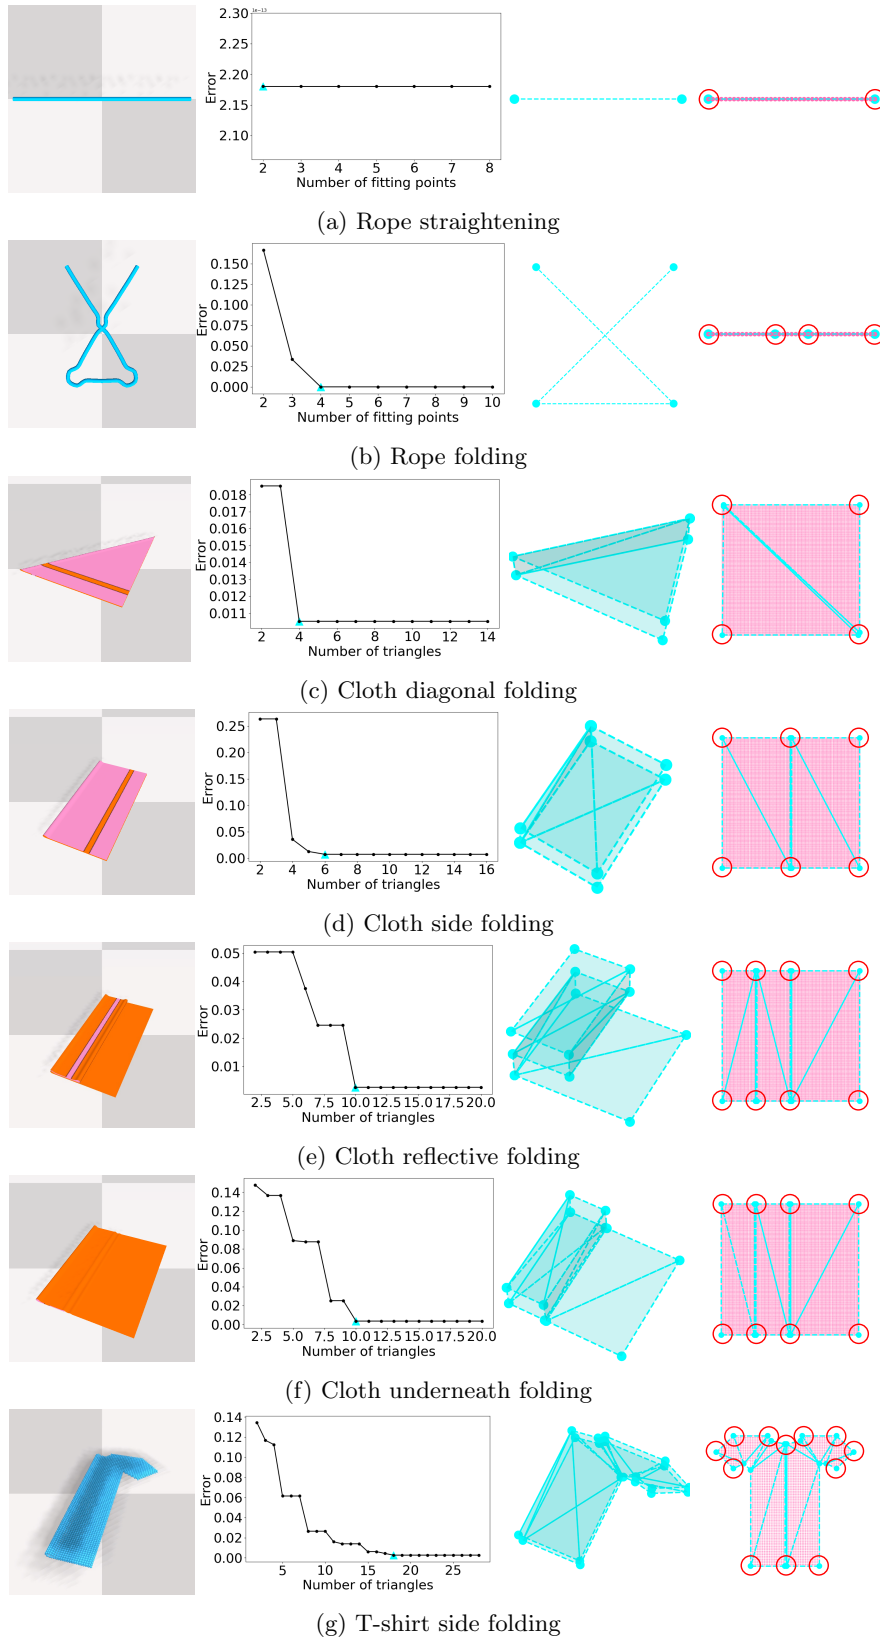 1e−13
2.30
2.25
2.20
2.15
2.10
Error
2 3 4 5 6 7 8
Number of fitting points
(a) Rope straightening
0.150
0.125
0.100
0.075
0.050
0.025
0.000
Error
2 3 4 5 6 7 8 9 10
Number of fitting points
(b) Rope folding
0.018
0.017
0.016
0.015
0.014
0.013
0.012
0.011
Error
2 4 6 8 10 12 14
Number of triangles
(c) Cloth diagonal folding
0.25
0.20
0.15
0.10
0.05
0.00
Error
2 4 6 8 10 12 14 16
Number of triangles
(d) Cloth side folding
0.05
0.04
0.03
0.02
0.01
Error
2.5 5.0 7.5 10.0 12.5 15.0 17.5 20.0
Number of triangles
(e) Cloth reflective folding
0.14
0.12
0.10
0.08
0.06
0.04
0.02
0.00
Error
2.5 5.0 7.5 10.0 12.5 15.0 17.5 20.0
Number of triangles
(f) Cloth underneath folding
0.14
0.12
0.10
0.08
0.06
0.04
0.02
0.00
Error
5 10 15 20 25
Number of triangles
(g) T-shirt side folding